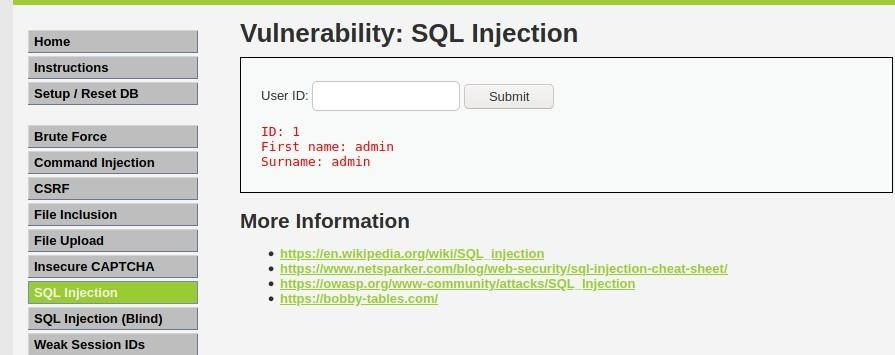 Home
Instructions
Setup / Reset DB
Brute Force
Command Injection
CSRF
File Inclusion
File Upload
Insecure CAPTCHA
SQL Injection
SQL Injection (Blind)
Weak Session IDs
Vulnerability: SQL Injection
User ID:
Submit
ID: 1
First name: admin
Surname: admin
More Information
https://en.wikipedia.org/wiki/SQL_injection
https://www.netsparker.com/blog/web-security/sql-injection-cheat-sheet/
https://owasp.org/www-community/attacks/SQL_Injection
https://bobby-tables.com/